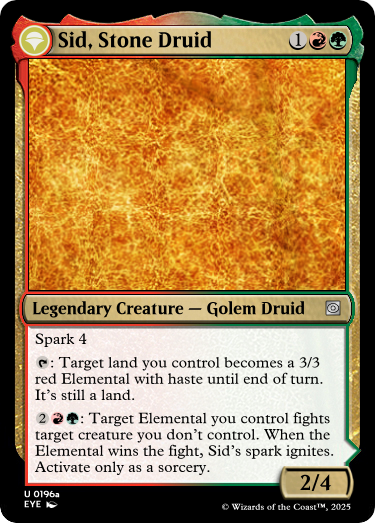 Sid, Stone Druid
1
Legendary Creature — Golem Druid
Spark 4
: Target land you control becomes a 3/3
red Elemental with haste until end of turn.
It's still a land.
2 : Target Elemental you control fights
target creature you don't control. When the
Elemental wins the fight, Sid's spark ignites.
Activate only as a sorcery.
2/4
U 0196a
EYE
© Wizards of the Coast™, 2025